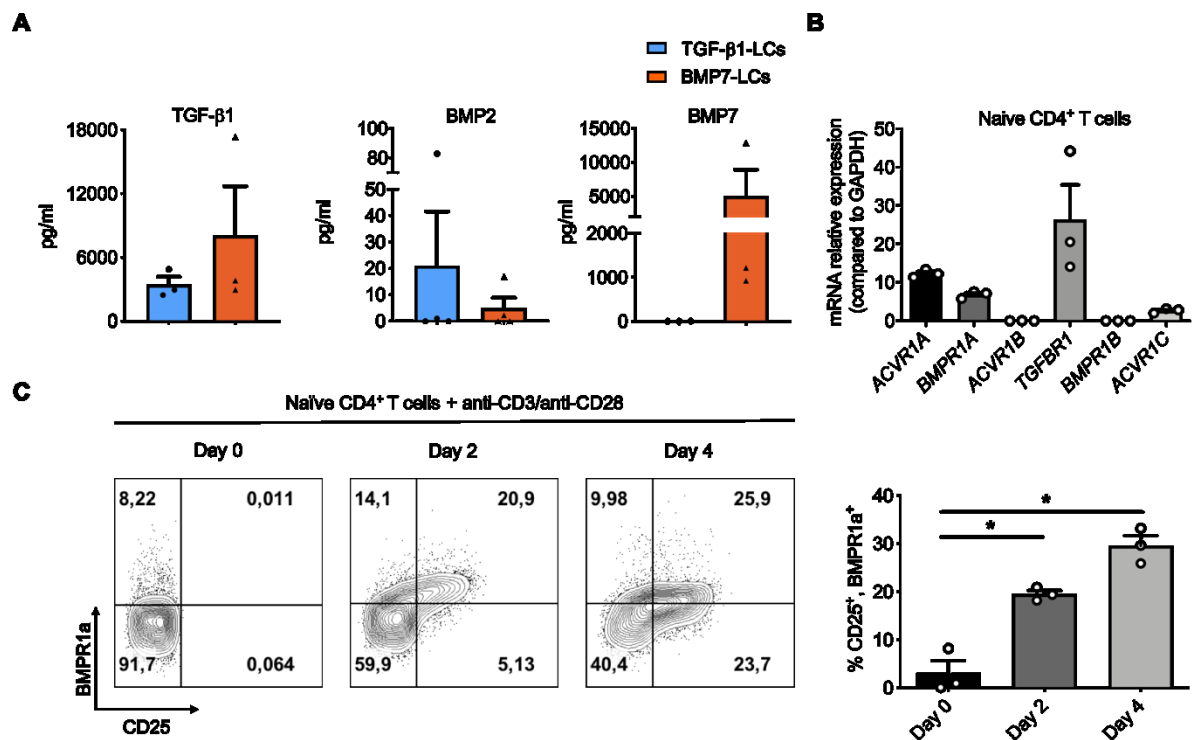 A
B
TGF-β1-LCs
BMP7-LCs
TGF-β1
BMP2
BMP7
Naive CD4+ T cells
pg/ml
18000
12000
6000
0
pg/ml
100
80
60
50
40
30
20
10
0
pg/ml
15000
10000
5000
2000
1000
0
mRNA relative expression
(compared to GAPDH)
50
40
30
20
10
0
ACVR1A
BMPR1A
ACVR1B
TGFBR1
BMPR1B
ACVR1C
C
Naïve CD4+ T cells + anti-CD3/anti-CD28
Day 0
Day 2
Day 4
8,22
0,011
91,7
0,064
14,1
20,9
59,9
5,13
9,98
25,9
40,4
23,7
BMPR1a
CD25
% CD25+, BMPR1a+
40
30
20
10
0
*
*
Day 0
Day 2
Day 4